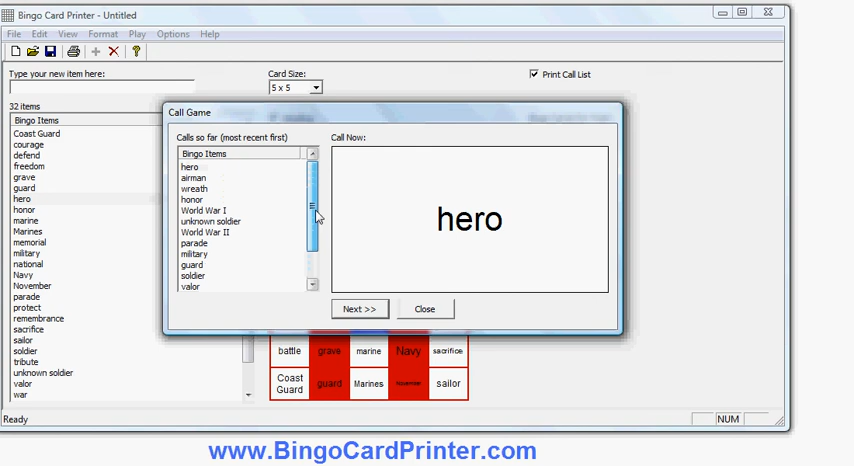 Bingo Card Printer - Untitled
File Edit View Format Play Options Help
Type your new item here:
Card Size:
5 x 5
Print Call List
32 items
Bingo Items
Coast Guard
courage
defend
freedom
grave
guard
hero
honor
marine
Marines
memorial
military
national
Navy
November
parade
protect
remembrance
sacrifice
sailor
soldier
tribute
unknown soldier
valor
war
Call Game
Calls so far (most recent first)
Bingo Items
hero
airman
wreath
honor
World War I
unknown soldier
World War II
parade
military
guard
soldier
valor
Call Now:
hero
Next >> Close
battle grave marine Navy sacrifice
Coast Guard guard Marines November sailor
Ready
NUM
www.BingoCardPrinter.com